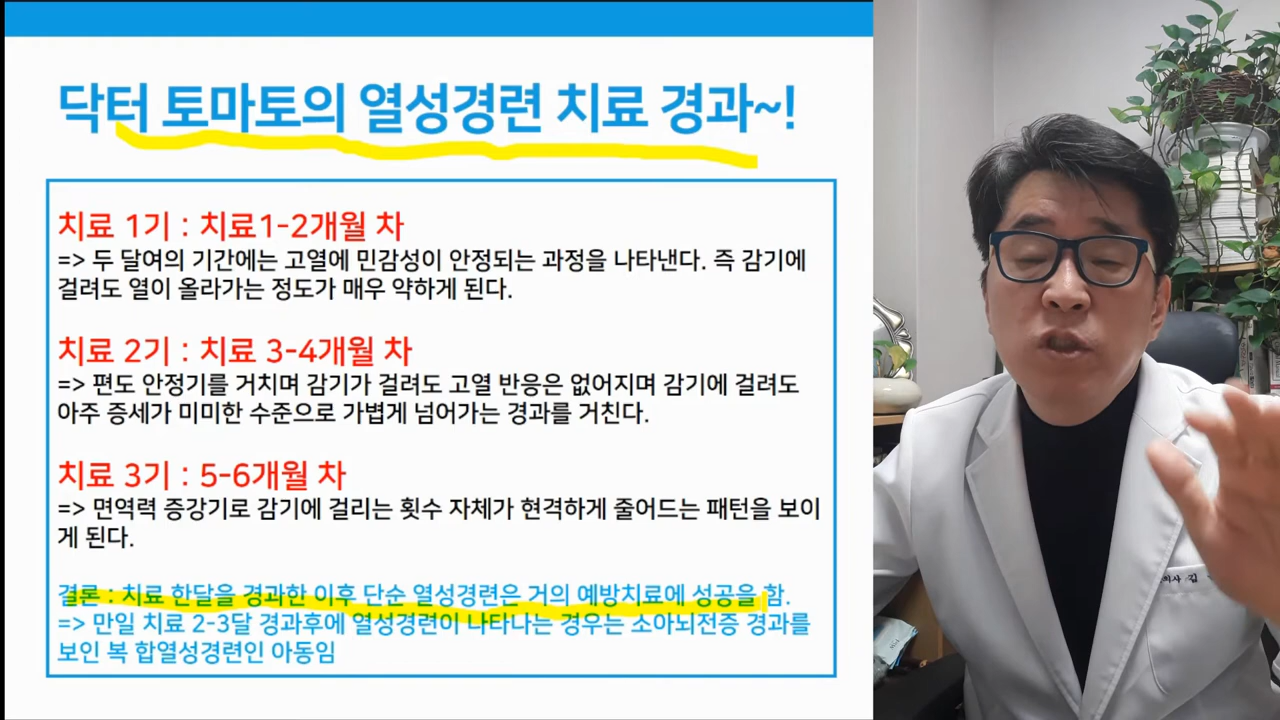 닥터 토마토의 열성경련 치료 경과~!
치료 1기 : 치료1-2개월 차
=> 두 달여의 기간에는 고열에 민감성이 안정되는 과정을 나타낸다. 즉 감기에
걸려도 열이 올라가는 정도가 매우 약하게 된다.
치료 2기 : 치료 3-4개월 차
=> 편도 안정기를 거치며 감기가 걸려도 고열 반응은 없어지며 감기에 걸려도
아주 증세가 미미한 수준으로 가볍게 넘어가는 경과를 거친다.
치료 3기 : 5-6개월 차
=> 면역력 증강기로 감기에 걸리는 횟수 자체가 현격하게 줄어드는 패턴을 보이
게 된다.
결론 : 치료 한달을 경과한 이후 단순 열성경련은 거의 예방치료에 성공을 함.
=> 만일 치료 2-3달 경과후에 열성경련이 나타나는 경우는 소아뇌전증 경과를
보인 복 합열성경련인 아동임
김